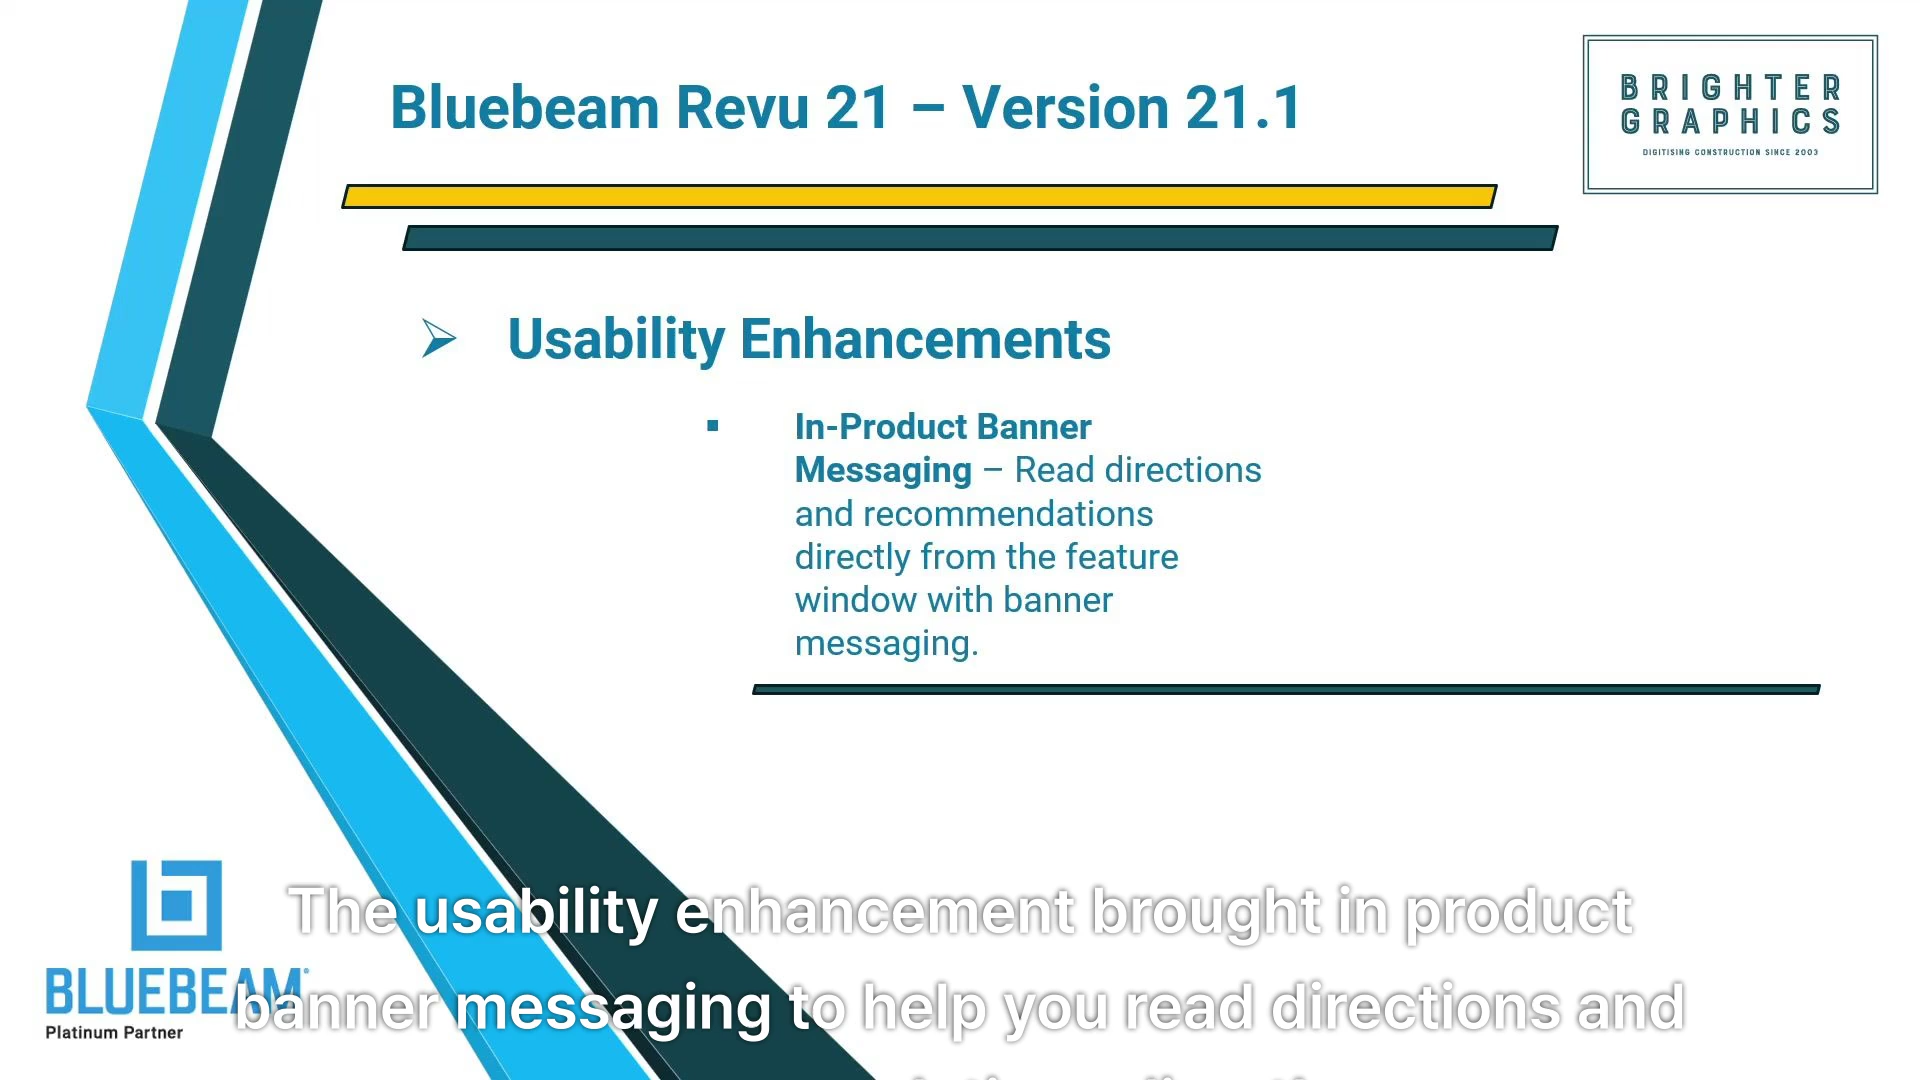 Bluebeam Revu 21 – Version 21.1
BRIGHTER
GRAPHICS
DIGITISING CONSTRUCTION SINCE 2003
Usability Enhancements
In-Product Banner
Messaging – Read directions
and recommendations
directly from the feature
window with banner
messaging.
BLUEBEAM
Platinum Partner
The usability enhancement brought in product
banner messaging to help you read directions and